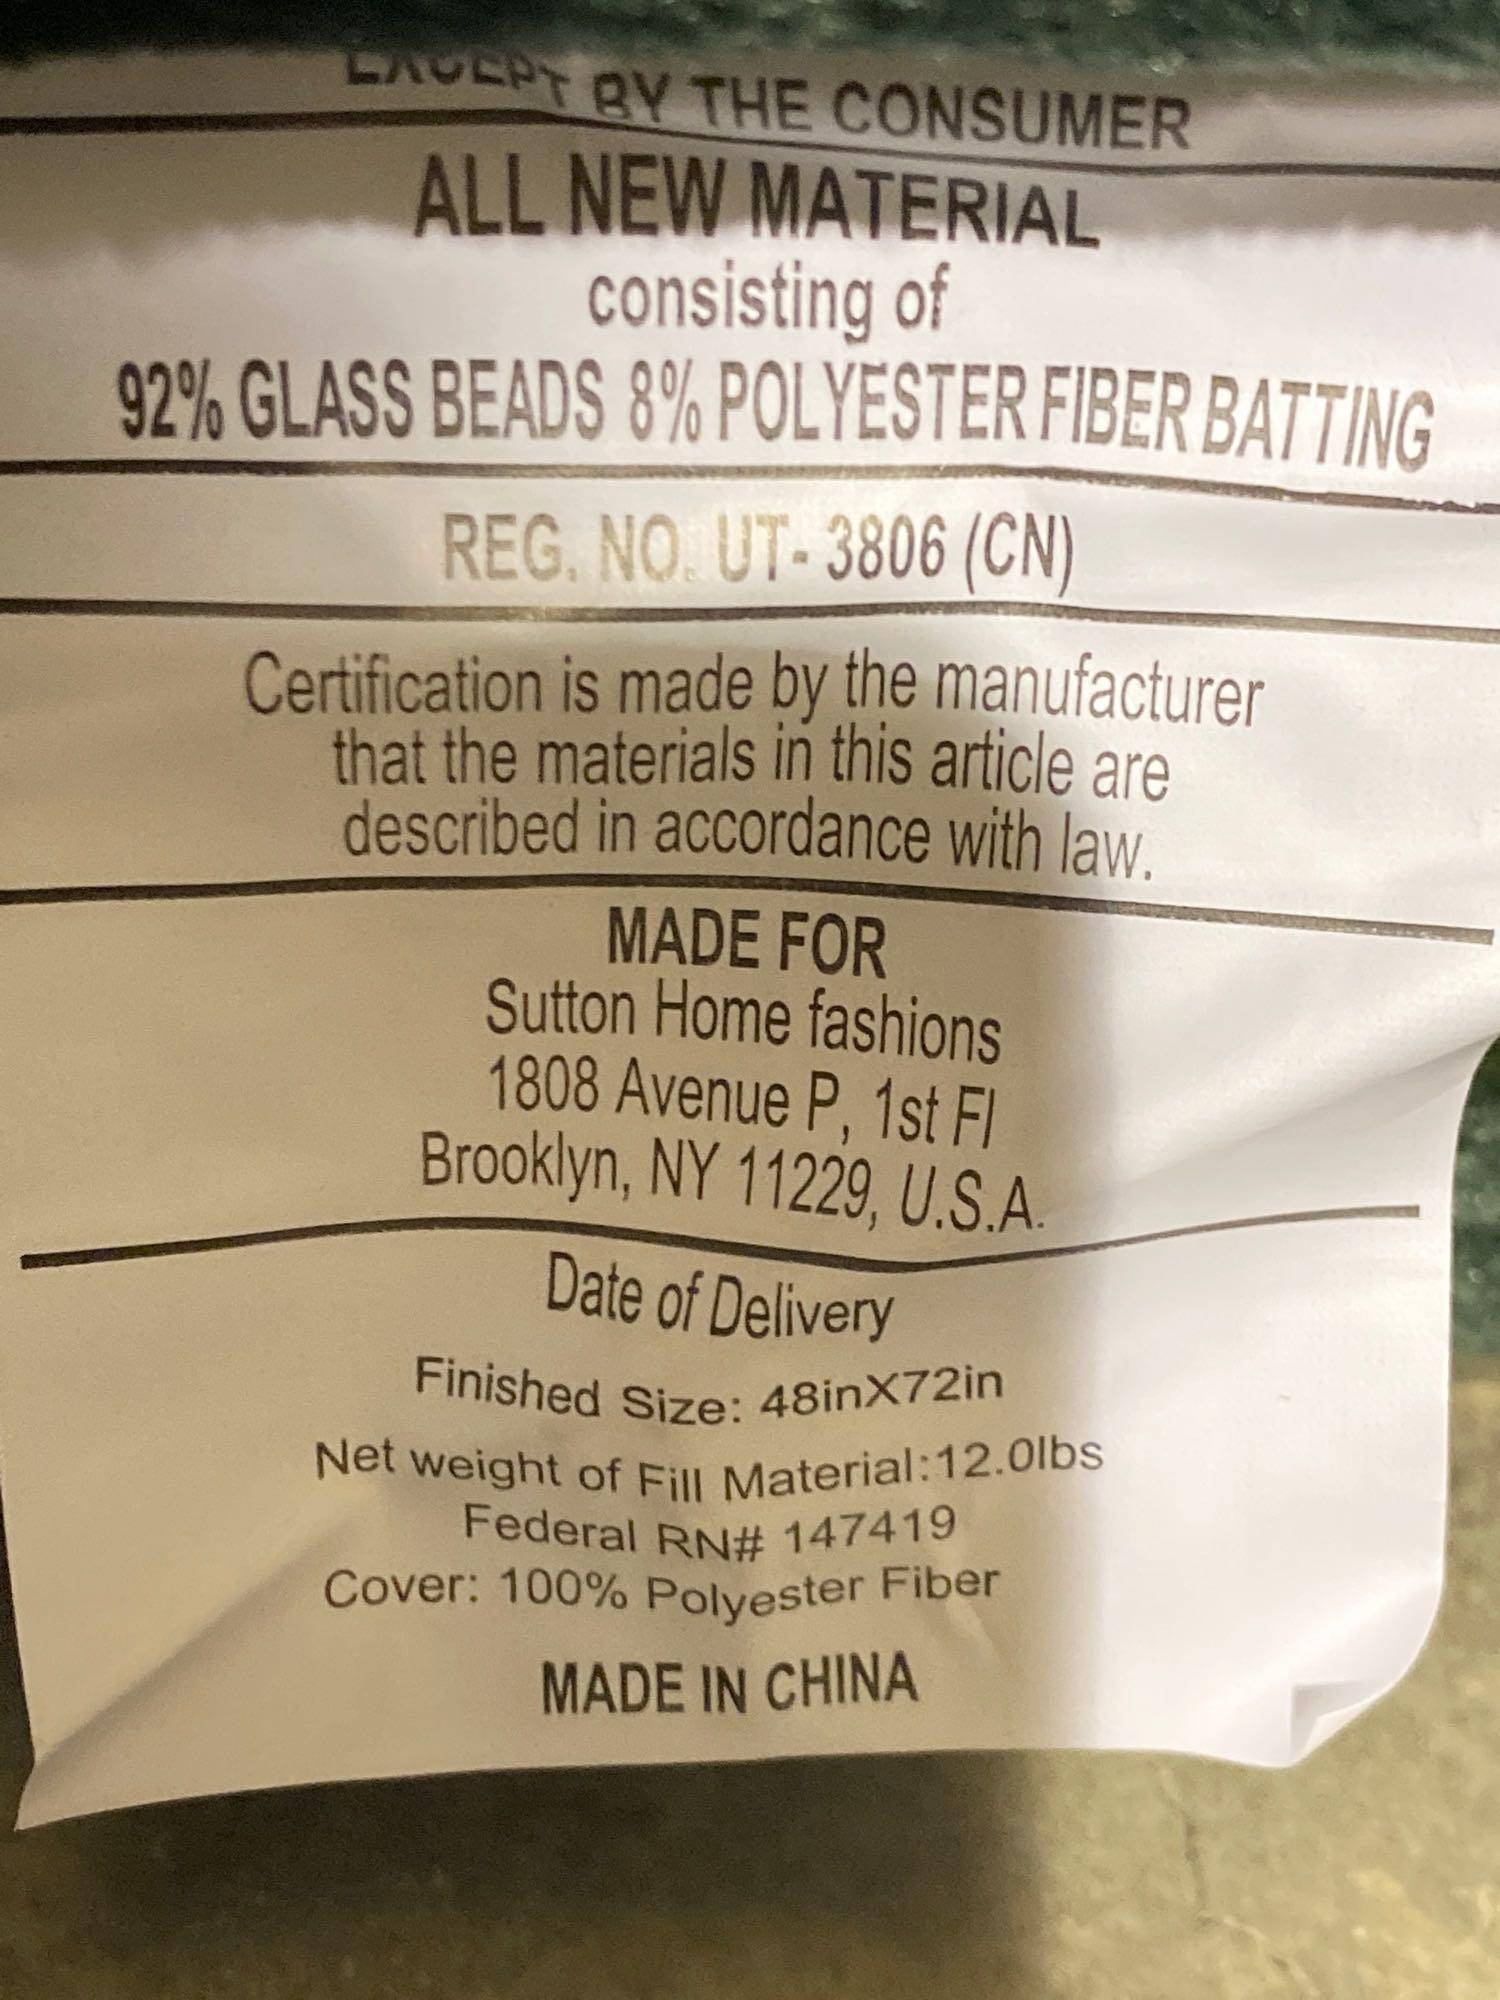 EXCEPT BY THE CONSUMER
ALL NEW MATERIAL
consisting of
92% GLASS BEADS 8% POLYESTER FIBER BATTING
REG. NO. UT- 3806 (CN)
Certification is made by the manufacturer
that the materials in this article are
described in accordance with law.
MADE FOR
Sutton Home fashions
1808 Avenue P, 1st Fl
Brooklyn, NY 11229, U.S.A.
Date of Delivery
Finished Size: 48inX72in
Net weight of Fill Material:12.0lbs
Federal RN# 147419
Cover: 100% Polyester Fiber
MADE IN CHINA